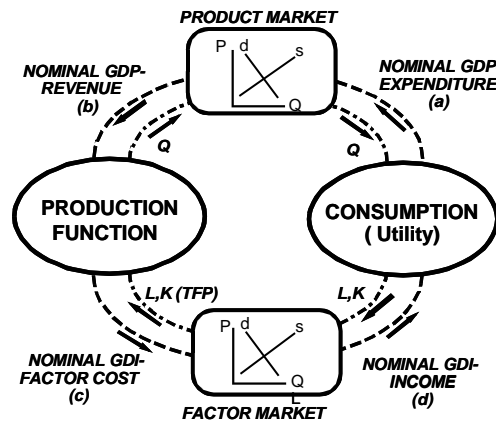 PRODUCT MARKET
P d
s
Q
NOMINAL GDP-
REVENUE
(b)
NOMINAL GDP
EXPENDITURE
(a)
Q
Q
PRODUCTION
FUNCTION
CONSUMPTION
( Utility)
L,K (TFP)
L,K
P d
s
Q
L
NOMINAL GDI-
FACTOR COST
(c)
NOMINAL GDI-
INCOME
(d)
FACTOR MARKET